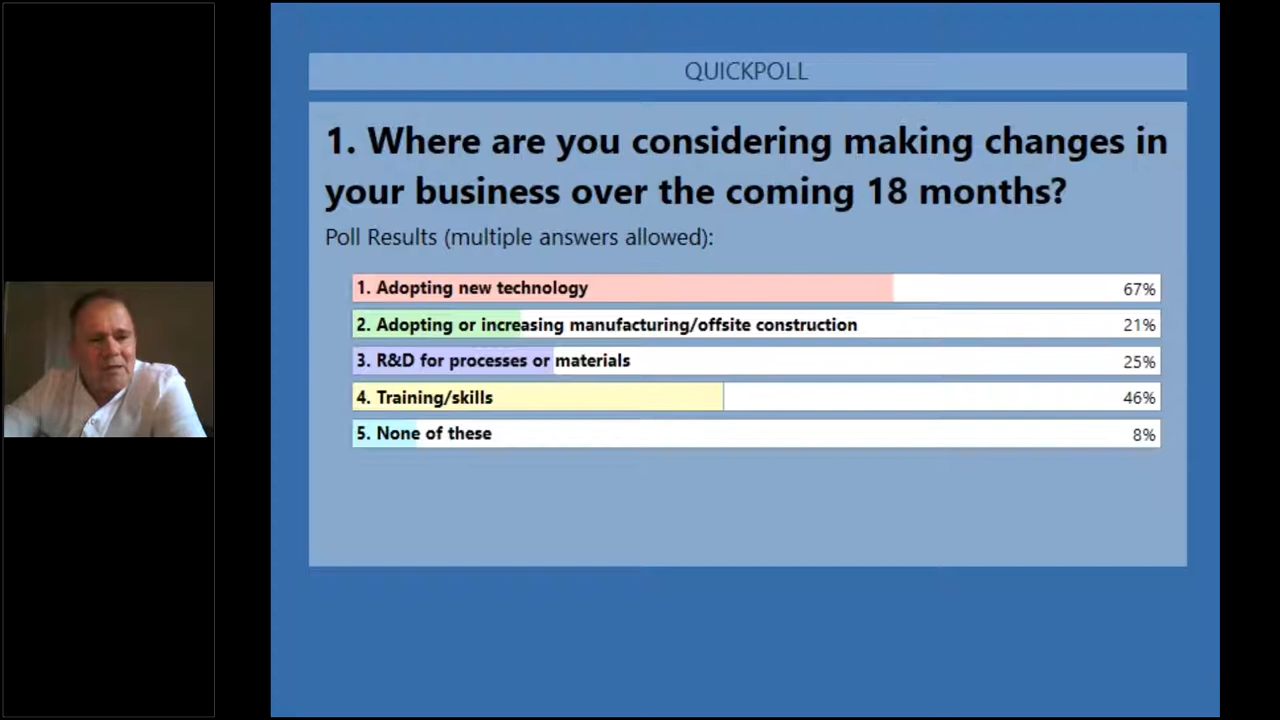 QUICKPOLL
1. Where are you considering making changes in
your business over the coming 18 months?
Poll Results (multiple answers allowed):
1. Adopting new technology 67%
2. Adopting or increasing manufacturing/offsite construction 21%
3. R&D for processes or materials 25%
4. Training/skills 46%
5. None of these 8%